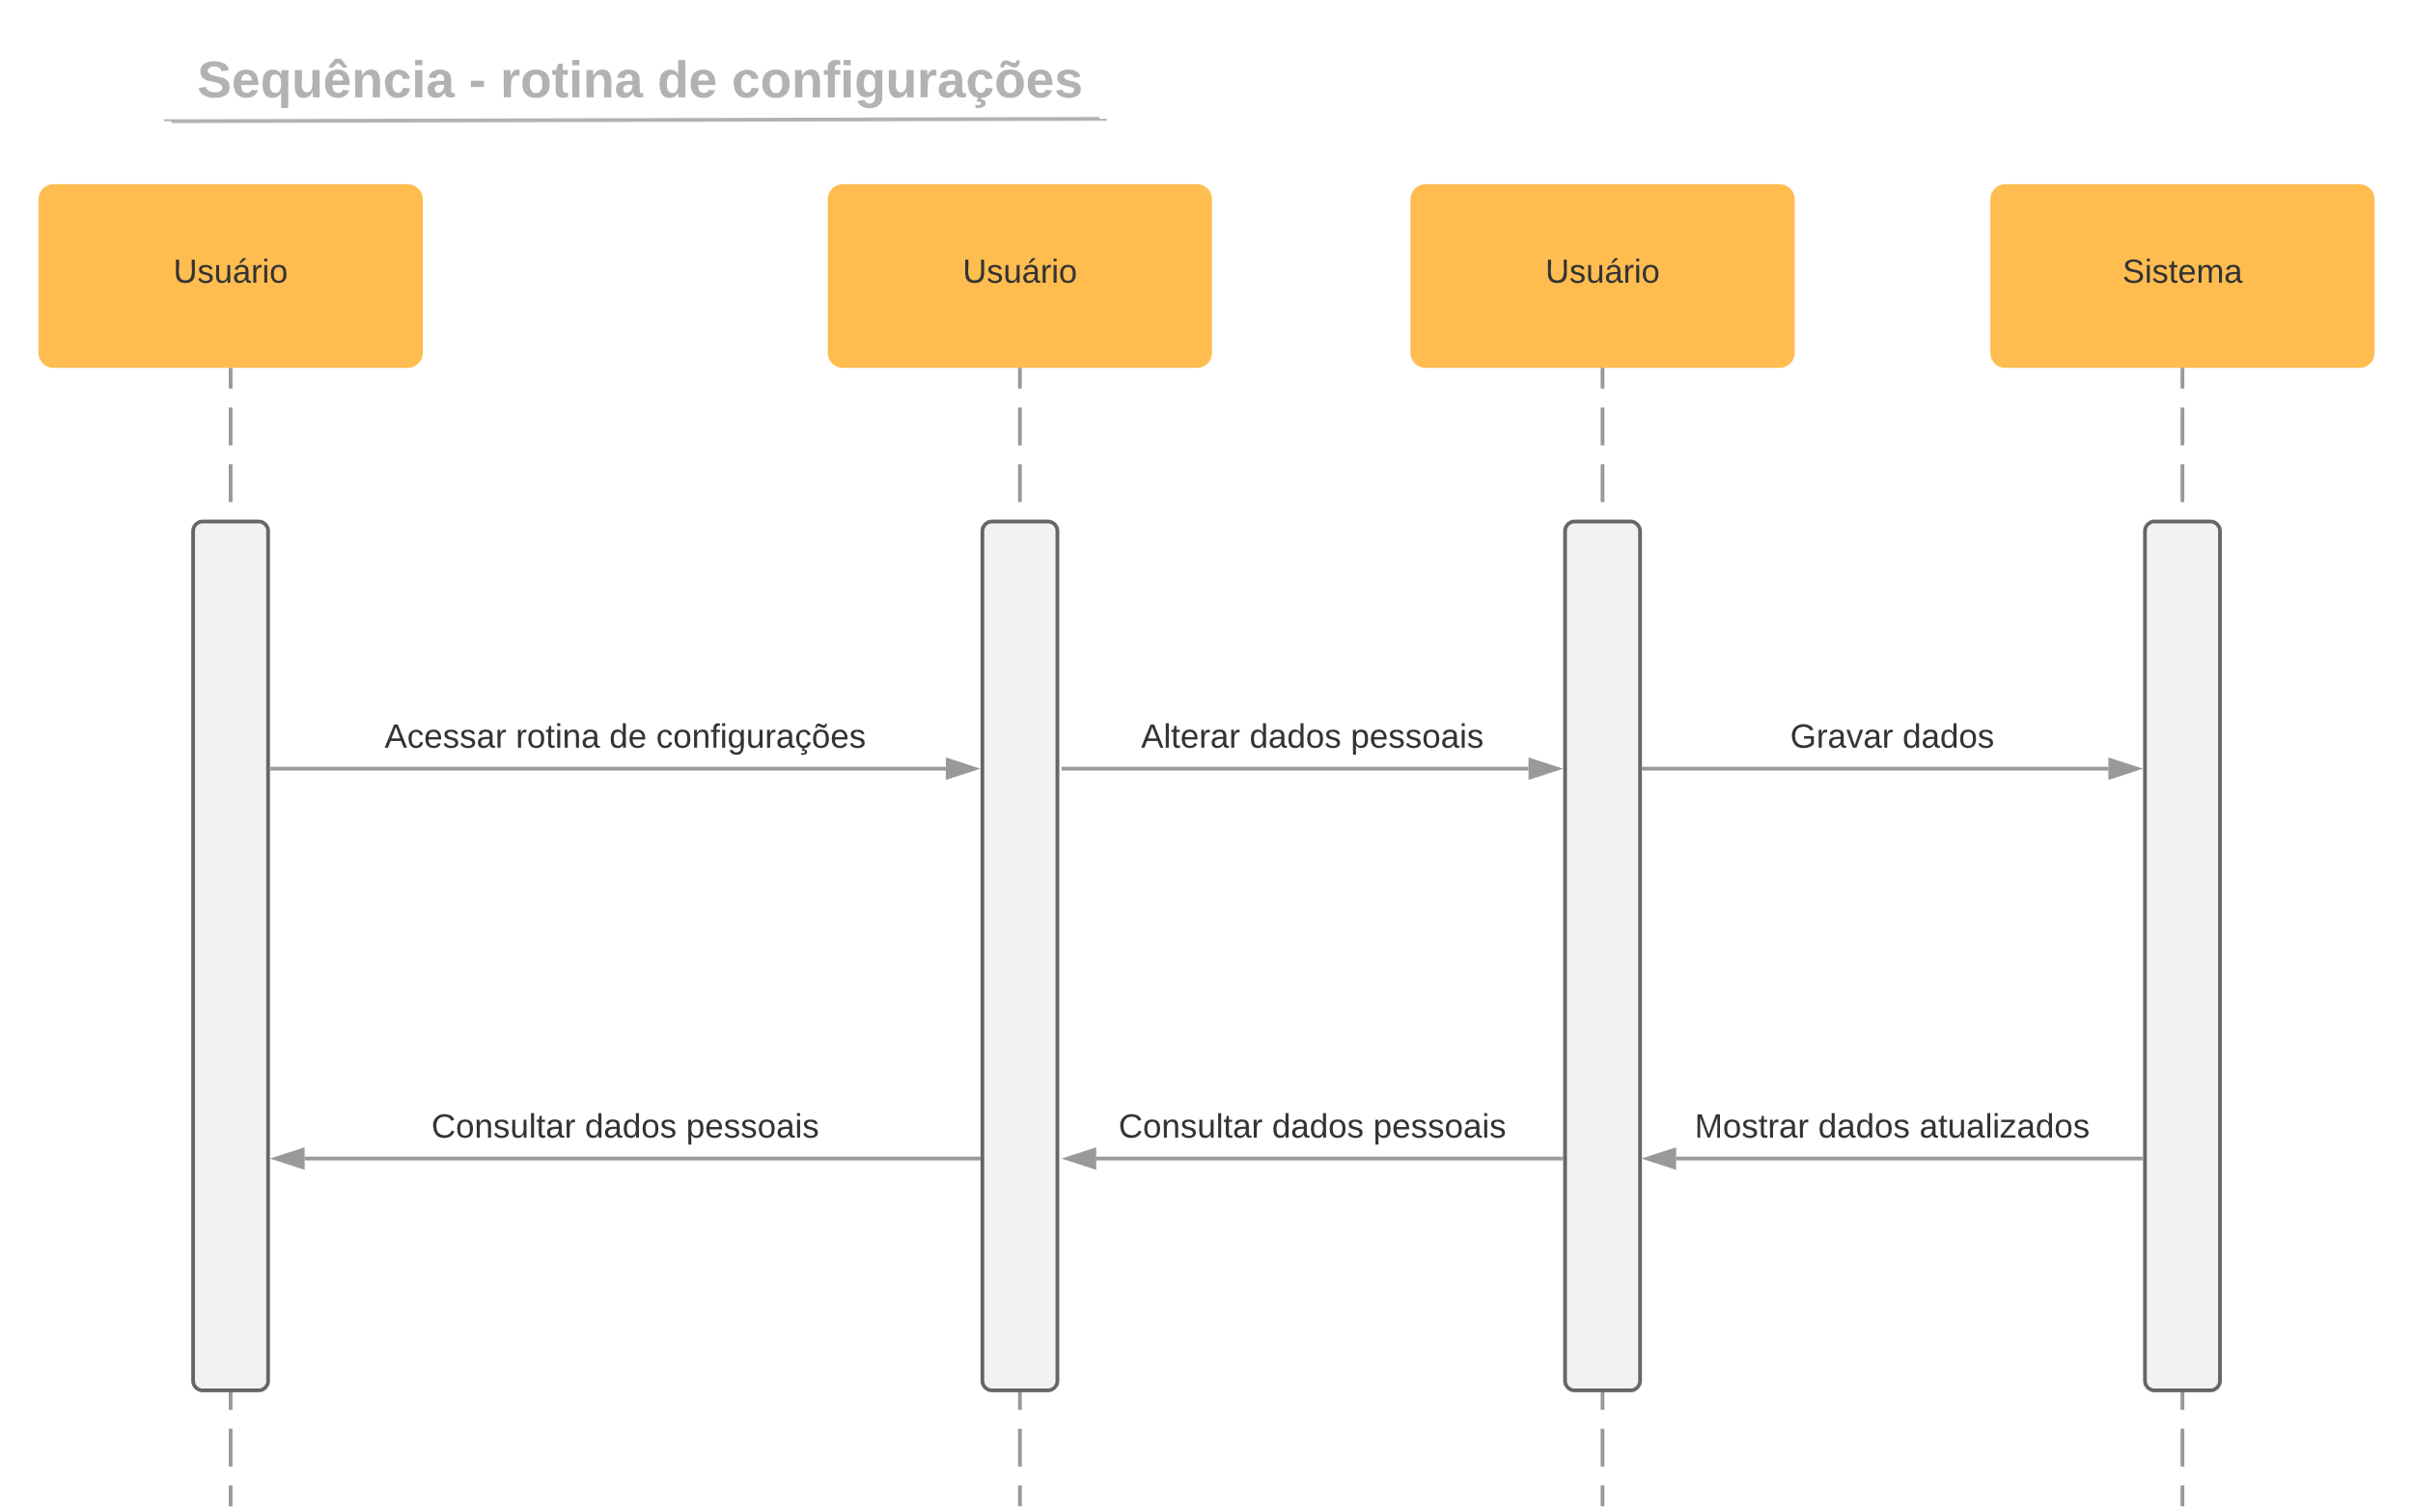 Sequência - rotina de configurações
Usuário
Usuário
Usuário
Sistema
Acessar rotina de configurações
Alterar dados pessoais
Gravar dados
Consultar dados pessoais
Consultar dados pessoais
Mostrar dados atualizados